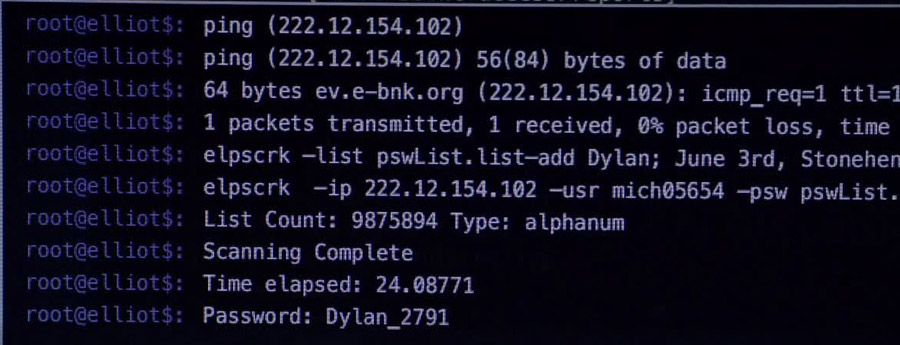 root@elliot$: ping (222.12.154.102)
root@elliot$: ping (222.12.154.102) 56(84) bytes of data
root@elliot$: 64 bytes ev.e-bnk.org (222.12.154.102): icmp_req=1 ttl=1
root@elliot$: 1 packets transmitted, 1 received, 0% packet loss, time
root@elliot$: elpscrk -list pswList.list-add Dylan; June 3rd, Stonehen
root@elliot$: elpscrk -ip 222.12.154.102 -usr mich05654 -psw pswList.
root@elliot$: List Count: 9875894 Type: alphanum
root@elliot$: Scanning Complete
root@elliot$: Time elapsed: 24.08771
root@elliot$: Password: Dylan_2791